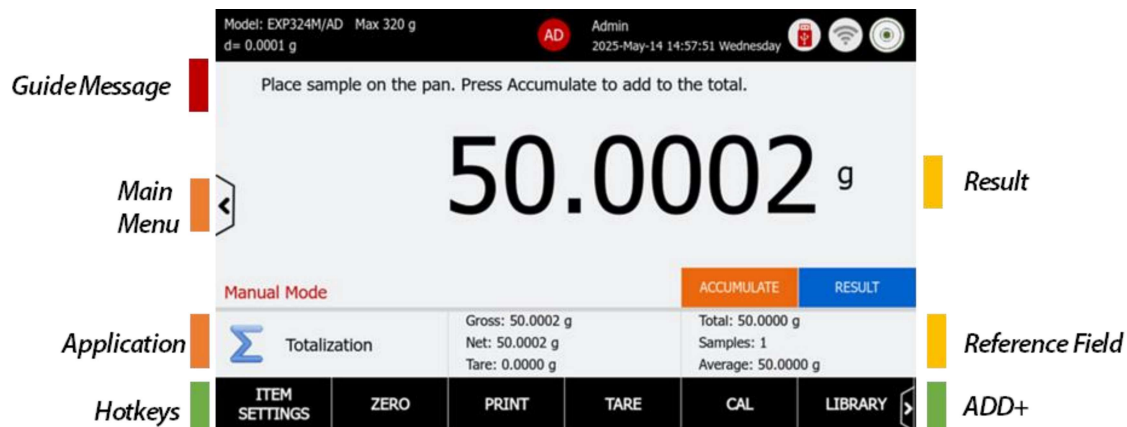 Model: EXP324M/AD Max 320 g
d= 0.0001 g
AD
Admin
2025-May-14 14:57:51 Wednesday
Guide Message
Place sample on the pan. Press Accumulate to add to the total.
Main
Menu
50.0002 g
Result
Manual Mode
ACCUMULATE
RESULT
Application
Totalization
Gross: 50.0002 g
Net: 50.0002 g
Tare: 0.0000 g
Total: 50.0000 g
Samples: 1
Average: 50.0000 g
Reference Field
Hotkeys
ITEM
SETTINGS
ZERO
PRINT
TARE
CAL
LIBRARY
ADD+